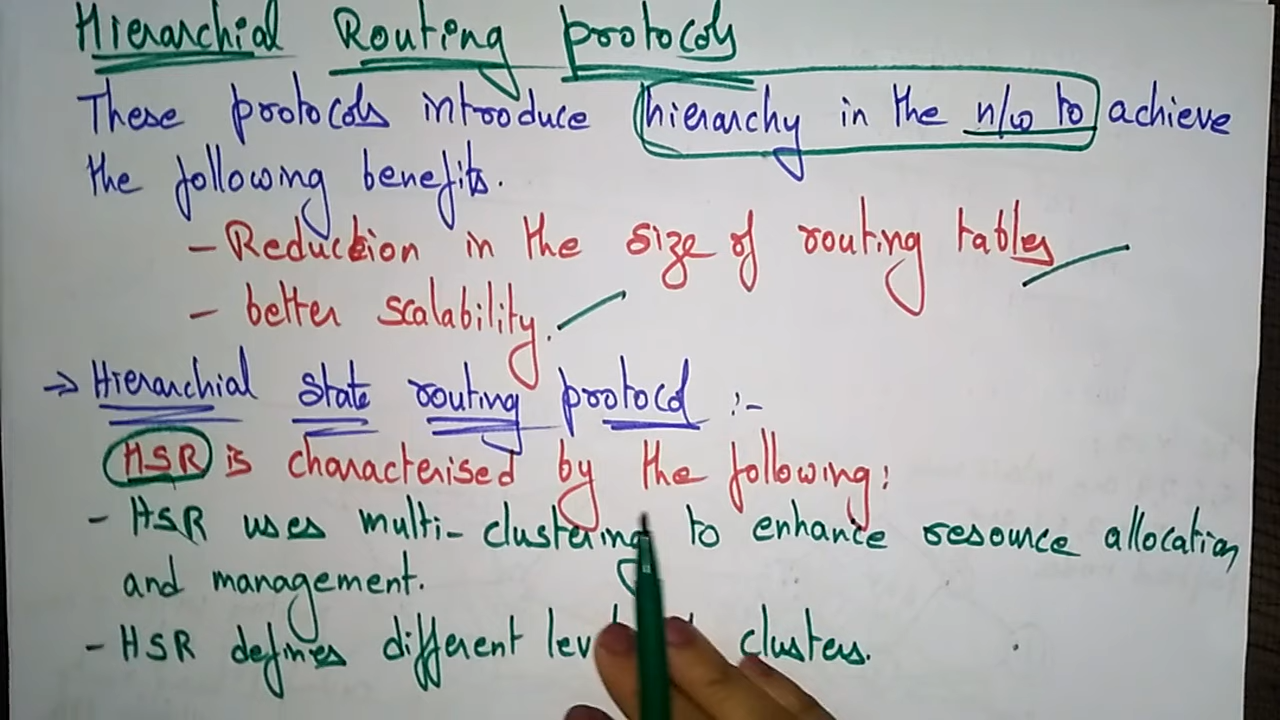 Hierarchial Routing protocols
These protocols introduce hierarchy in the n/w to achieve
the following benefits.
- Reduction in the size of routing tables
- better scalability.
→ Hierarchial state routing protocol :-
HSR is characterised by the following:
- HSR uses multi-clustering to enhance resource allocation
and management.
- HSR defines different clusters.